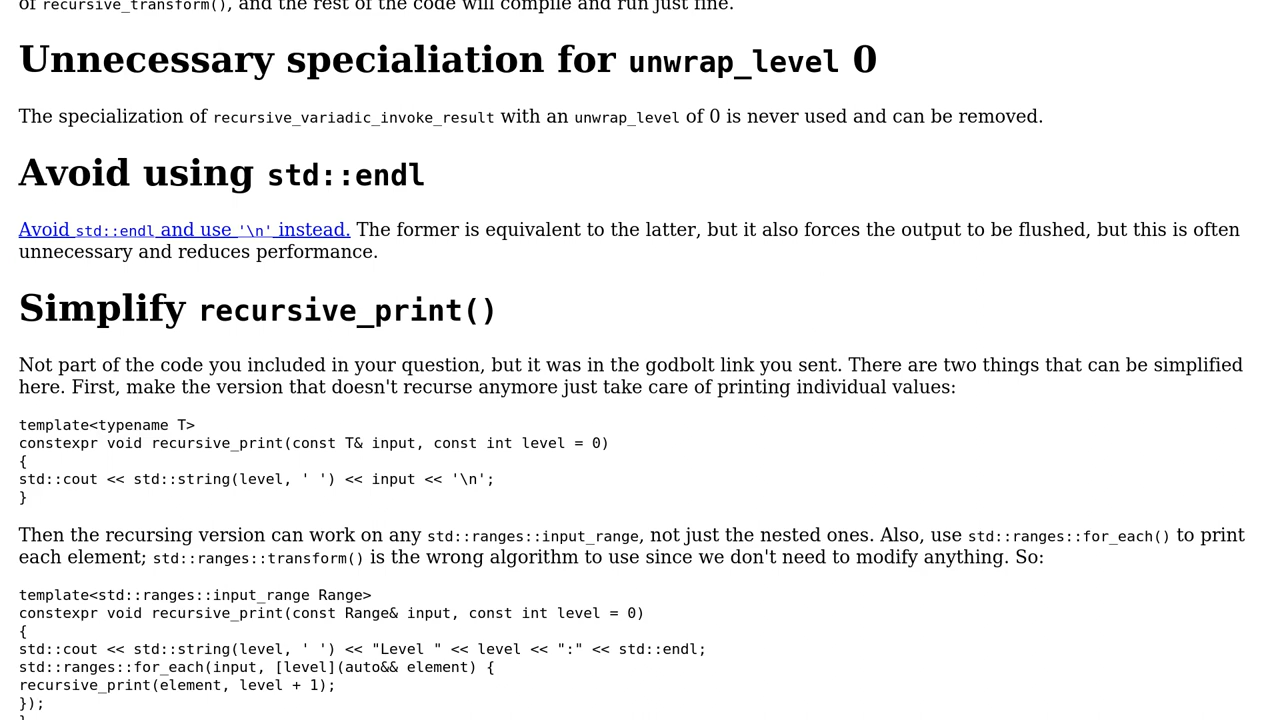 of recursive_transform(), and the rest of the code will compile and run just fine.
Unnecessary specialiation for unwrap_level 0
The specialization of recursive_variadic_invoke_result with an unwrap_level of 0 is never used and can be removed.
Avoid using std::endl
Avoid std::endl and use '\n' instead. The former is equivalent to the latter, but it also forces the output to be flushed, but this is often
unnecessary and reduces performance.
Simplify recursive_print()
Not part of the code you included in your question, but it was in the godbolt link you sent. There are two things that can be simplified
here. First, make the version that doesn't recurse anymore just take care of printing individual values:
template<typename T>
constexpr void recursive_print(const T& input, const int level = 0)
{
std::cout << std::string(level, ' ') << input << '\n';
}
Then the recursing version can work on any std::ranges::input_range, not just the nested ones. Also, use std::ranges::for_each() to print
each element; std::ranges::transform() is the wrong algorithm to use since we don't need to modify anything. So:
template<std::ranges::input_range Range>
constexpr void recursive_print(const Range& input, const int level = 0)
{
std::cout << std::string(level, ' ') << "Level " << level << ":" << std::endl;
std::ranges::for_each(input, [level](auto&& element) {
recursive_print(element, level + 1);
});
}